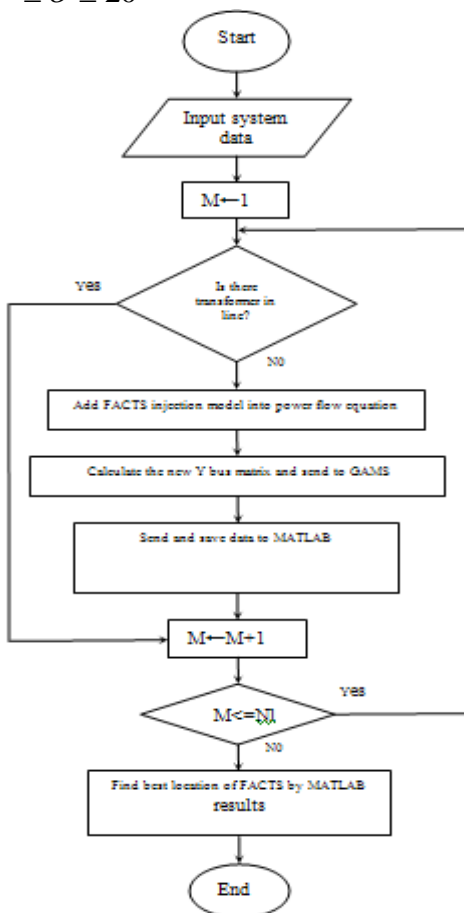 Start
Input system
data
M←1
Is there
transformer in
line?
Yes
No
Add FACTS injection model into power flow equation
Calculate the new Y bus matrix and send to GAMS
Send and save data to MATLAB
M←M+1
M<=Nl
Yes
No
Find best location of FACTS by MATLAB
results
End